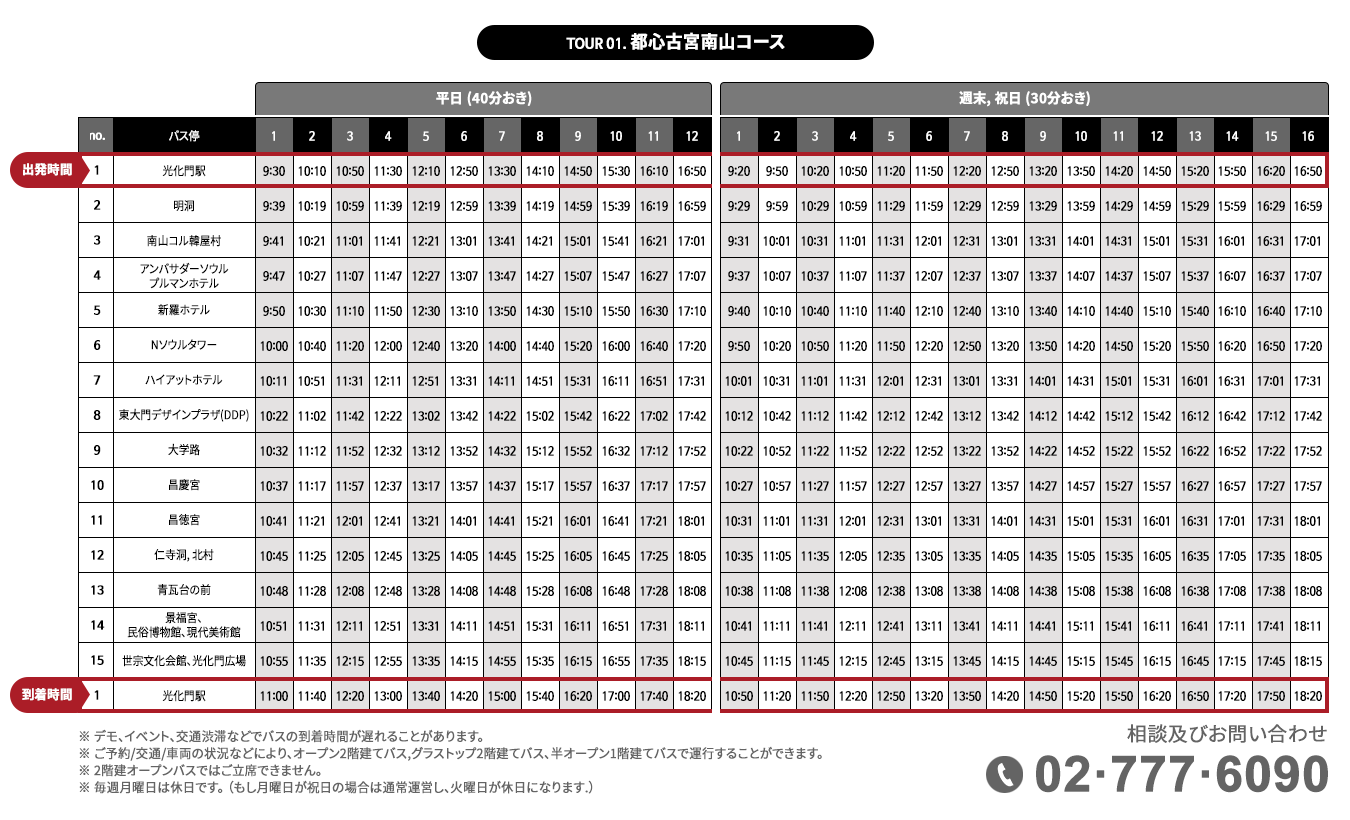 TOUR 01. 都心古宮南山コース
平日 (40分おき) 週末, 祝日 (30分おき)
no. バス停 1 2 3 4 5 6 7 8 9 10 11 12 1 2 3 4 5 6 7 8 9 10 11 12 13 14 15 16
出発時間 1 光化門駅 9:30 10:10 10:50 11:30 12:10 12:50 13:30 14:10 14:50 15:30 16:10 16:50 9:20 9:50 10:20 10:50 11:20 11:50 12:20 12:50 13:20 13:50 14:20 14:50 15:20 15:50 16:20 16:50
2 明洞 9:39 10:19 10:59 11:39 12:19 12:59 13:39 14:19 14:59 15:39 16:19 16:59 9:29 9:59 10:29 10:59 11:29 11:59 12:29 12:59 13:29 13:59 14:29 14:59 15:29 15:59 16:29 16:59
3 南山コル韓屋村 9:41 10:21 11:01 11:41 12:21 13:01 13:41 14:21 15:01 15:41 16:21 17:01 9:31 10:01 10:31 11:01 11:31 12:01 12:31 13:01 13:31 14:01 14:31 15:01 15:31 16:01 16:31 17:01
4 アンバサダーソウル
プルマンホテル 9:47 10:27 11:07 11:47 12:27 13:07 13:47 14:27 15:07 15:47 16:27 17:07 9:37 10:07 10:37 11:07 11:37 12:07 12:37 13:07 13:37 14:07 14:37 15:07 15:37 16:07 16:37 17:07
5 新羅ホテル 9:50 10:30 11:10 11:50 12:30 13:10 13:50 14:30 15:10 15:50 16:30 17:10 9:40 10:10 10:40 11:10 11:40 12:10 12:40 13:10 13:40 14:10 14:40 15:10 15:40 16:10 16:40 17:10
6 Nソウルタワー 10:00 10:40 11:20 12:00 12:40 13:20 14:00 14:40 15:20 16:00 16:40 17:20 9:50 10:20 10:50 11:20 11:50 12:20 12:50 13:20 13:50 14:20 14:50 15:20 15:50 16:20 16:50 17:20
7 ハイアットホテル 10:11 10:51 11:31 12:11 12:51 13:31 14:11 14:51 15:31 16:11 16:51 17:31 10:01 10:31 11:01 11:31 12:01 12:31 13:01 13:31 14:01 14:31 15:01 15:31 16:01 16:31 17:01 17:31
8 東大門デザインプラザ(DDP) 10:22 11:02 11:42 12:22 13:02 13:42 14:22 15:02 15:42 16:22 17:02 17:42 10:12 10:42 11:12 11:42 12:12 12:42 13:12 13:42 14:12 14:42 15:12 15:42 16:12 16:42 17:12 17:42
9 大学路 10:32 11:12 11:52 12:32 13:12 13:52 14:32 15:12 15:52 16:32 17:12 17:52 10:22 10:52 11:22 11:52 12:22 12:52 13:22 13:52 14:22 14:52 15:22 15:52 16:22 16:52 17:22 17:52
10 昌慶宮 10:37 11:17 11:57 12:37 13:17 13:57 14:37 15:17 15:57 16:37 17:17 17:57 10:27 10:57 11:27 11:57 12:27 12:57 13:27 13:57 14:27 14:57 15:27 15:57 16:27 16:57 17:27 17:57
11 昌徳宮 10:41 11:21 12:01 12:41 13:21 14:01 14:41 15:21 16:01 16:41 17:21 18:01 10:31 11:01 11:31 12:01 12:31 13:01 13:31 14:01 14:31 15:01 15:31 16:01 16:31 17:01 17:31 18:01
12 仁寺洞, 北村 10:45 11:25 12:05 12:45 13:25 14:05 14:45 15:25 16:05 16:45 17:25 18:05 10:35 11:05 11:35 12:05 12:35 13:05 13:35 14:05 14:35 15:05 15:35 16:05 16:35 17:05 17:35 18:05
13 青瓦台の前 10:48 11:28 12:08 12:48 13:28 14:08 14:48 15:28 16:08 16:48 17:28 18:08 10:38 11:08 11:38 12:08 12:38 13:08 13:38 14:08 14:38 15:08 15:38 16:08 16:38 17:08 17:38 18:08
14 景福宮、
民俗博物館、現代美術館 10:51 11:31 12:11 12:51 13:31 14:11 14:51 15:31 16:11 16:51 17:31 18:11 10:41 11:11 11:41 12:11 12:41 13:11 13:41 14:11 14:41 15:11 15:41 16:11 16:41 17:11 17:41 18:11
15 世宗文化会館、光化門広場 10:55 11:35 12:15 12:55 13:35 14:15 14:55 15:35 16:15 16:55 17:35 18:15 10:45 11:15 11:45 12:15 12:45 13:15 13:45 14:15 14:45 15:15 15:45 16:15 16:45 17:15 17:45 18:15
到着時間 1 光化門駅 11:00 11:40 12:20 13:00 13:40 14:20 15:00 15:40 16:20 17:00 17:40 18:20 10:50 11:20 11:50 12:20 12:50 13:20 13:50 14:20 14:50 15:20 15:50 16:20 16:50 17:20 17:50 18:20
※ デモ、イベント、交通渋滞などでバスの到着時間が遅れることがあります。
※ ご予約/交通/車両の状況などにより、オープン2階建てバス,グラストップ2階建てバス、半オープン1階建てバスで運行することができます。
※ 2階建オープンバスではご立席できません。
※ 毎週月曜日は休日です。（もし月曜日が祝日の場合は通常運営し、火曜日が休日になります.）
相談及びお問い合わせ
02·777·6090